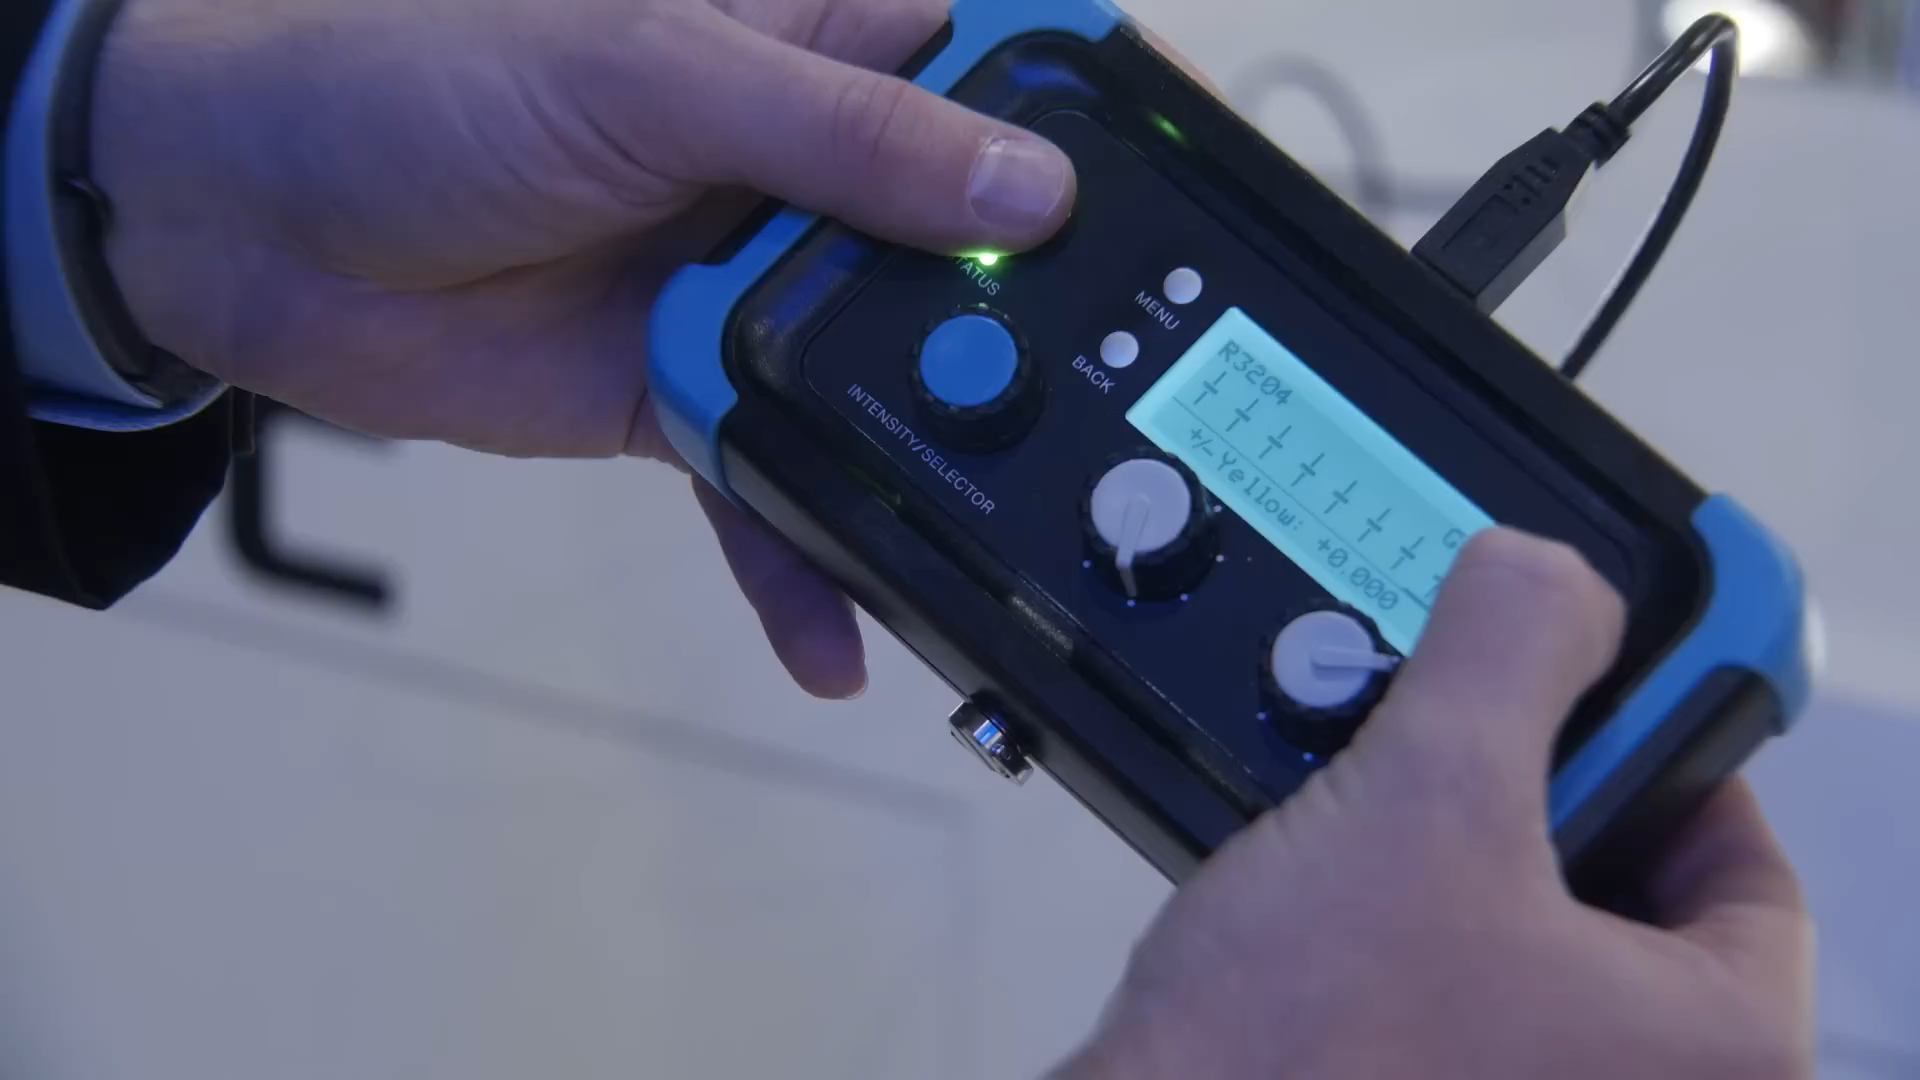 STATUS
MENU
BACK
INTENSITY/SELECTOR
R3204
+/-Yellow: +0.000